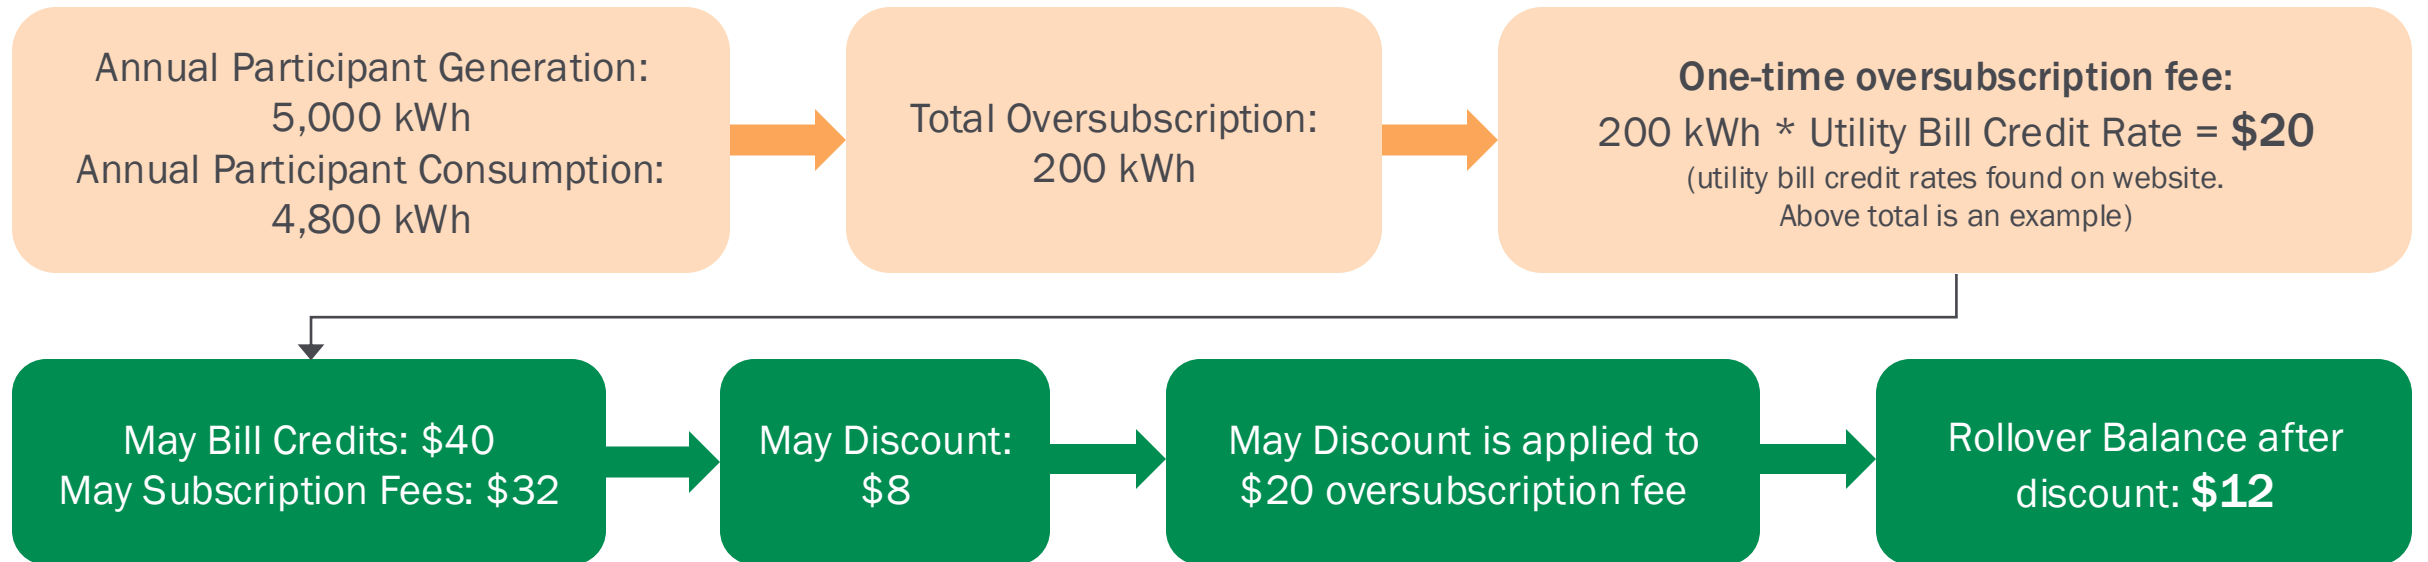 Annual Participant Generation:
5,000 kWh
Annual Participant Consumption:
4,800 kWh
Total Oversubscription:
200 kWh
One-time oversubscription fee:
200 kWh * Utility Bill Credit Rate = $20
(utility bill credit rates found on website.
Above total is an example)
May Bill Credits: $40
May Subscription Fees: $32
May Discount:
$8
May Discount is applied to
$20 oversubscription fee
Rollover Balance after
discount: $12